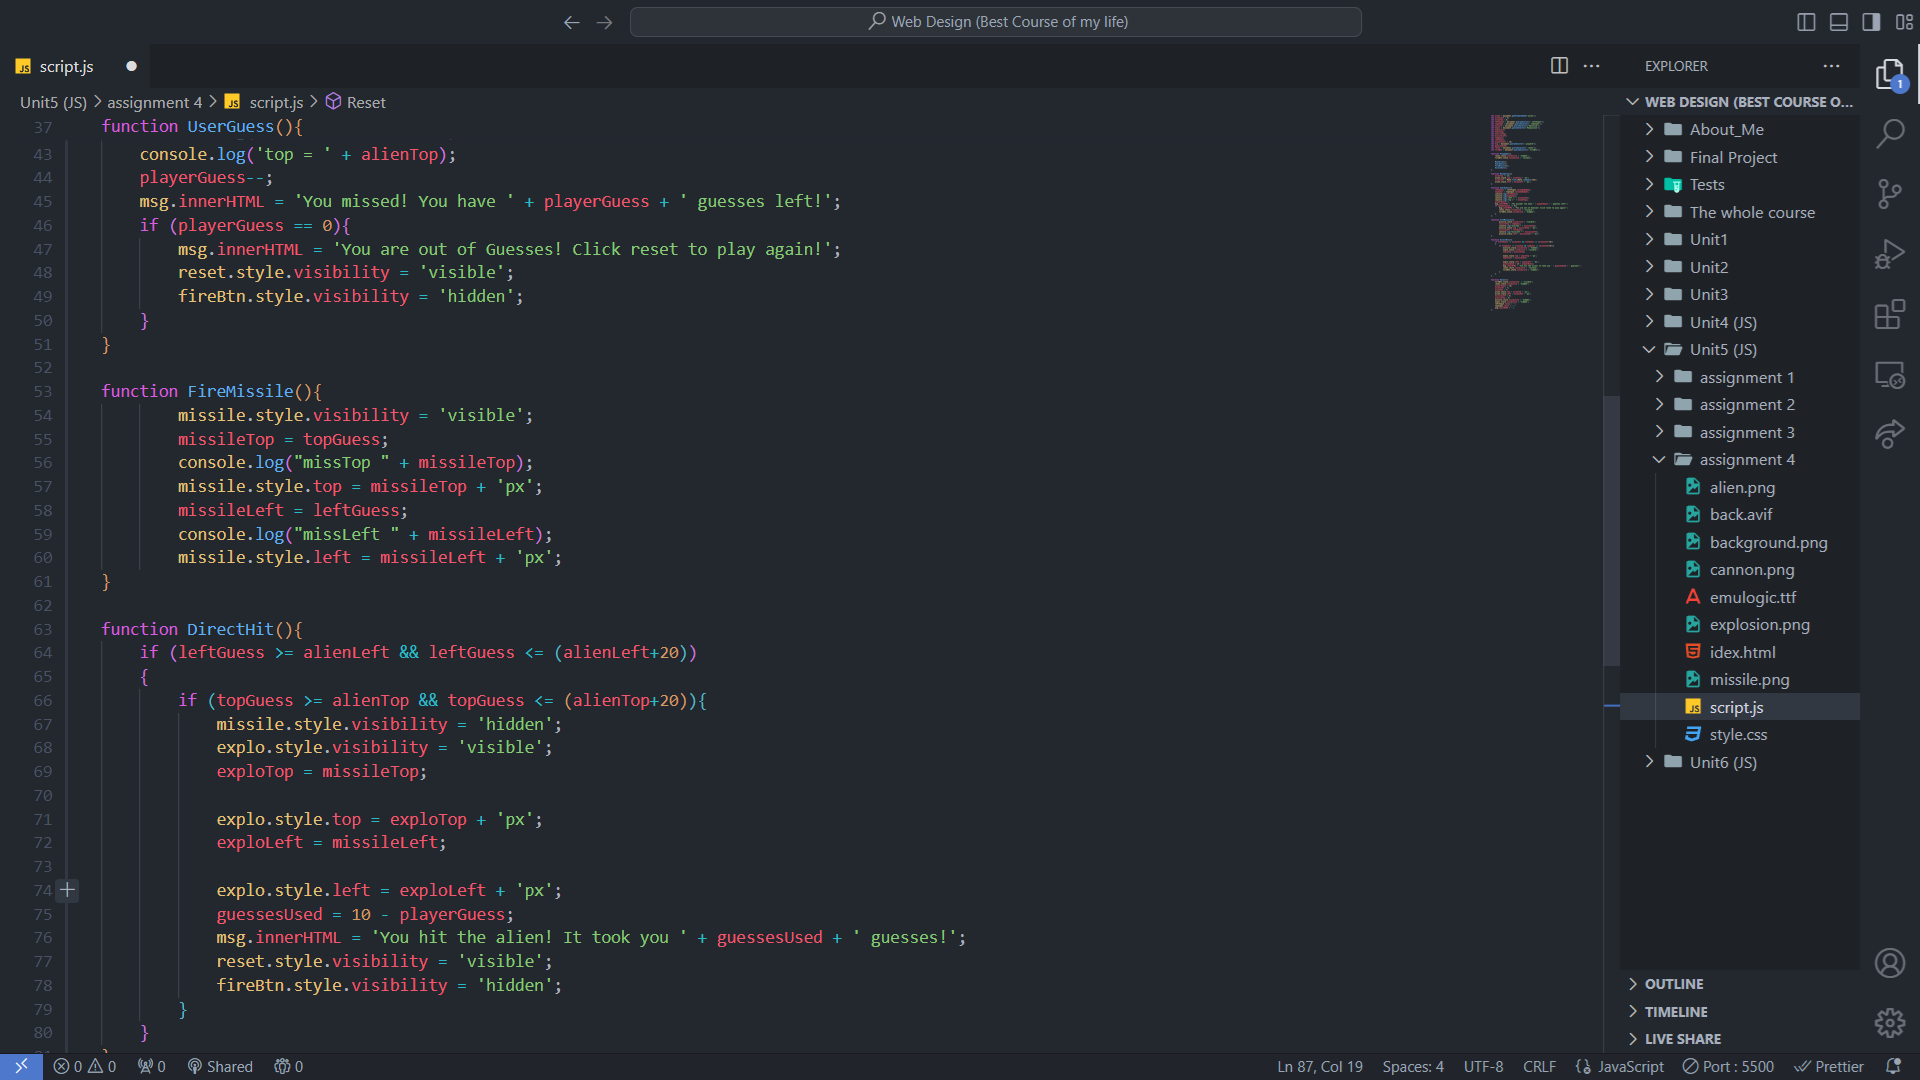 Web Design (Best Course of my life)
script.js
Unit5 (JS) > assignment 4 > script.js > Reset
37 function UserGuess(){
43 console.log('top = ' + alienTop);
44 playerGuess--;
45 msg.innerHTML = 'You missed! You have ' + playerGuess + ' guesses left!';
46 if (playerGuess == 0){
47 msg.innerHTML = 'You are out of Guesses! Click reset to play again!';
48 reset.style.visibility = 'visible';
49 fireBtn.style.visibility = 'hidden';
50 }
51 }
52
53 function FireMissile(){
54 missile.style.visibility = 'visible';
55 missileTop = topGuess;
56 console.log("missTop " + missileTop);
57 missile.style.top = missileTop + 'px';
58 missileLeft = leftGuess;
59 console.log("missLeft " + missileLeft);
60 missile.style.left = missileLeft + 'px';
61 }
62
63 function DirectHit(){
64 if (leftGuess >= alienLeft && leftGuess <= (alienLeft+20))
65 {
66 if (topGuess >= alienTop && topGuess <= (alienTop+20)){
67 missile.style.visibility = 'hidden';
68 explo.style.visibility = 'visible';
69 exploTop = missileTop;
70
71 explo.style.top = exploTop + 'px';
72 exploLeft = missileLeft;
73
74 explo.style.left = exploLeft + 'px';
75 guessesUsed = 10 - playerGuess;
76 msg.innerHTML = 'You hit the alien! It took you ' + guessesUsed + ' guesses!';
77 reset.style.visibility = 'visible';
78 fireBtn.style.visibility = 'hidden';
79 }
80 }
EXPLORER
WEB DESIGN (BEST COURSE O...
About_Me
Final Project
Tests
The whole course
Unit1
Unit2
Unit3
Unit4 (JS)
Unit5 (JS)
assignment 1
assignment 2
assignment 3
assignment 4
alien.png
back.avif
background.png
cannon.png
emulogic.ttf
explosion.png
idex.html
missile.png
script.js
style.css
Unit6 (JS)
OUTLINE
TIMELINE
LIVE SHARE
1
0 0 0 Shared 0
Ln 87, Col 19 Spaces: 4 UTF-8 CRLF JavaScript Port : 5500 Prettier